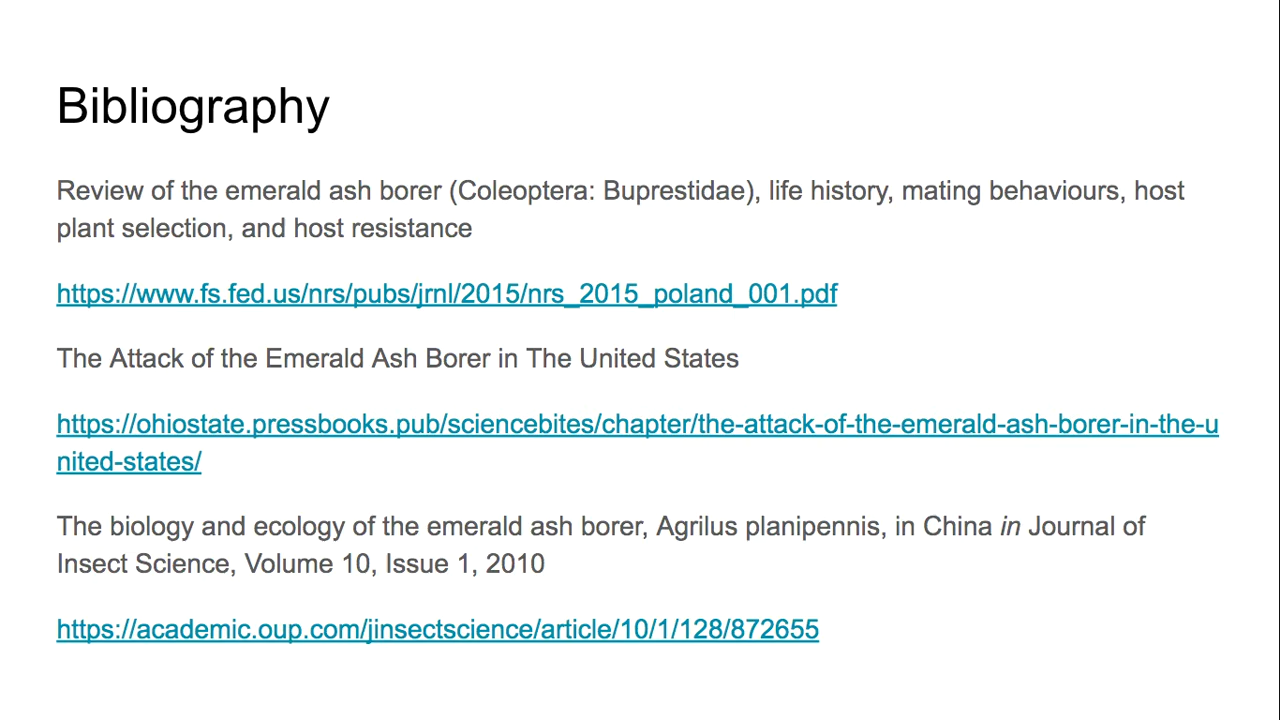 Bibliography
Review of the emerald ash borer (Coleoptera: Buprestidae), life history, mating behaviours, host
plant selection, and host resistance
https://www.fs.fed.us/nrs/pubs/jrnl/2015/nrs_2015_poland_001.pdf
The Attack of the Emerald Ash Borer in The United States
https://ohiostate.pressbooks.pub/sciencebites/chapter/the-attack-of-the-emerald-ash-borer-in-the-u
nited-states/
The biology and ecology of the emerald ash borer, Agrilus planipennis, in China in Journal of
Insect Science, Volume 10, Issue 1, 2010
https://academic.oup.com/jinsectscience/article/10/1/128/872655